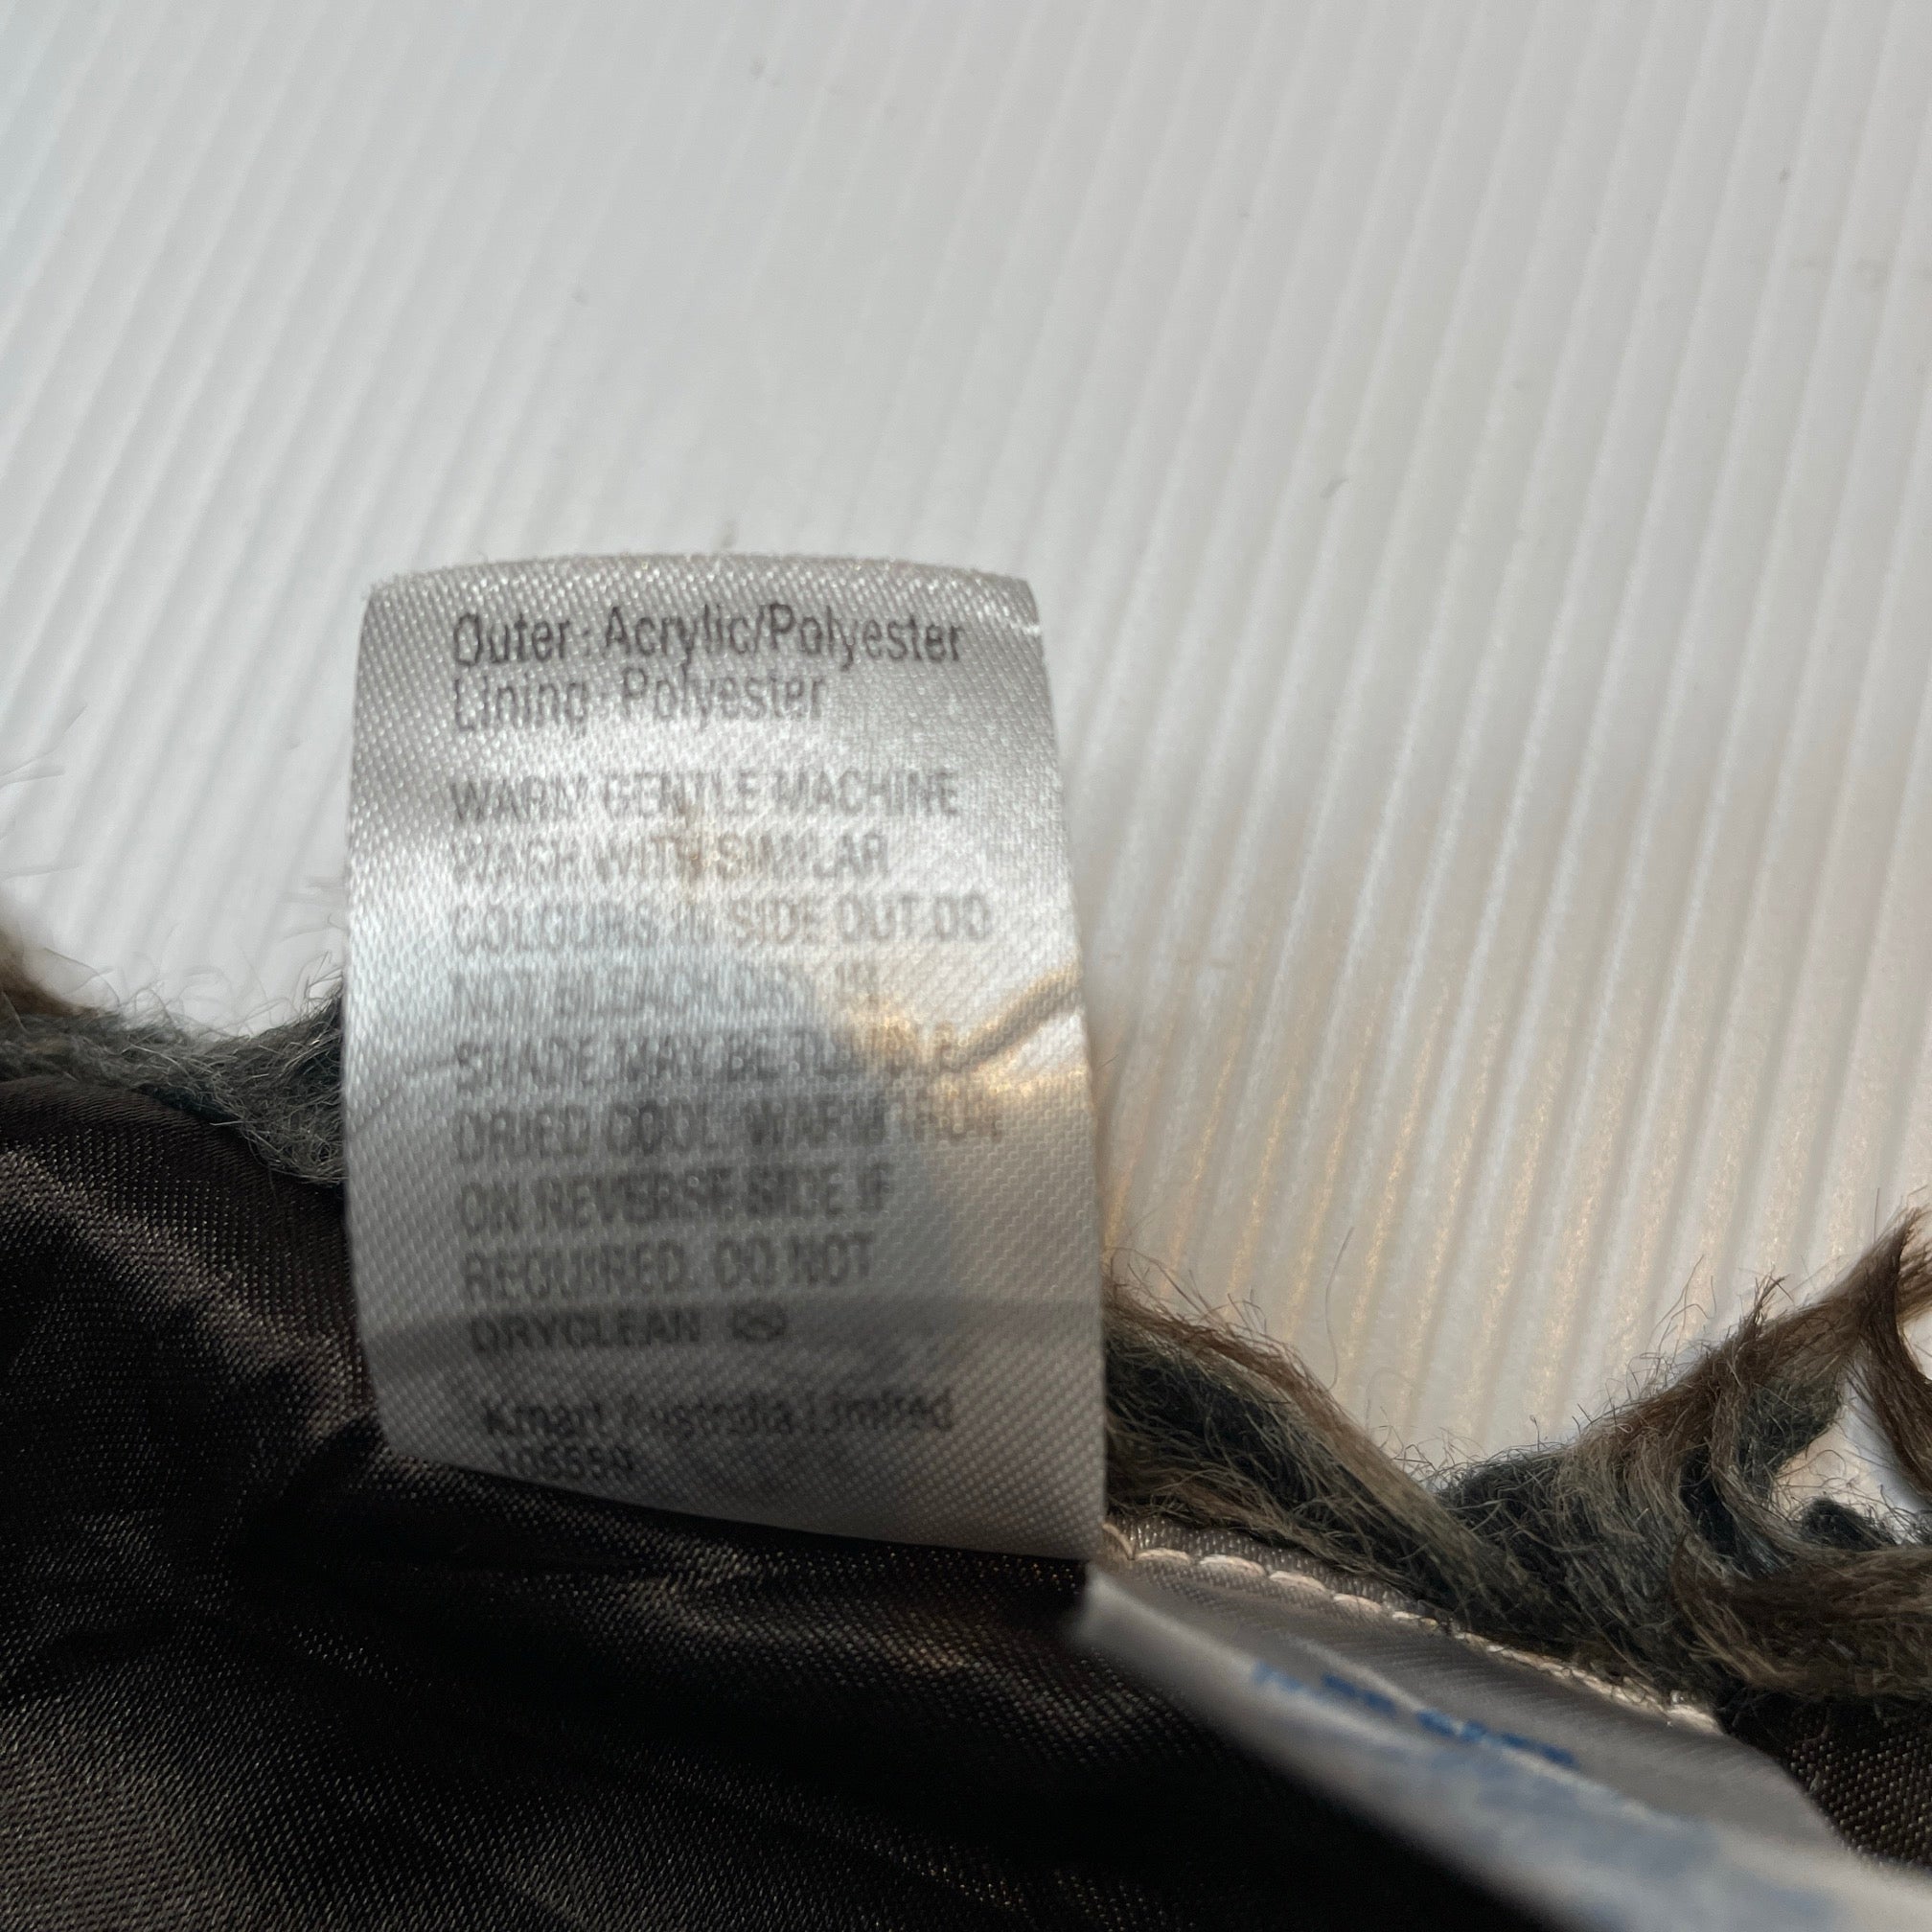 Outer : Acrylic/Polyester
Lining : Polyester
WARM GENTLE MACHINE
WASH WITH SIMILAR
COLOURS INSIDE OUT. DO
NOT BLEACH. DRY IN
SHADE. MAY BE TUMBLE
DRIED COOL. WARM IRON
ON REVERSE SIDE IF
REQUIRED. DO NOT
DRYCLEAN
Kmart Australia Limited